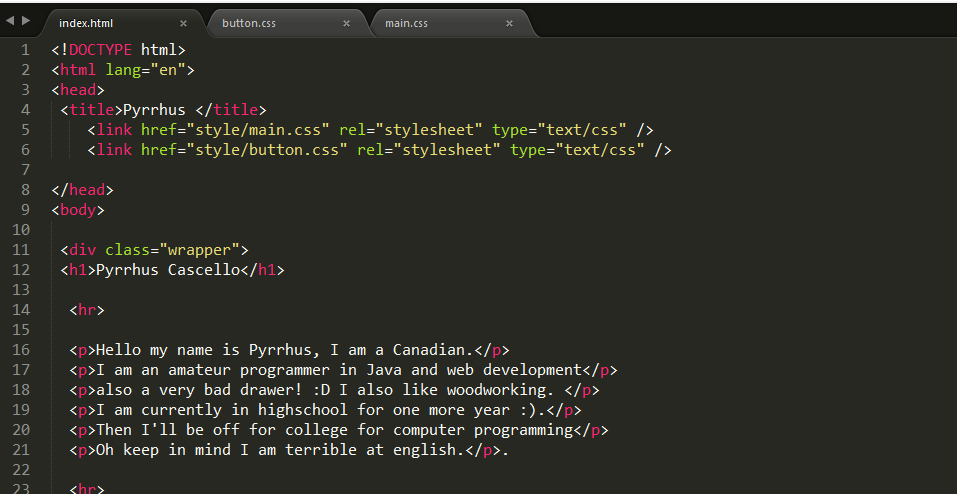 index.html × button.css × main.css ×
1 <!DOCTYPE html>
2 <html lang="en">
3 <head>
4 <title>Pyrrhus </title>
5 <link href="style/main.css" rel="stylesheet" type="text/css" />
6 <link href="style/button.css" rel="stylesheet" type="text/css" />
7
8 </head>
9 <body>
10
11 <div class="wrapper">
12 <h1>Pyrrhus Cascello</h1>
13
14 <hr>
15
16 <p>Hello my name is Pyrrhus, I am a Canadian.</p>
17 <p>I am an amateur programmer in Java and web development</p>
18 <p>also a very bad drawer! :D I also like woodworking. </p>
19 <p>I am currently in highschool for one more year :).</p>
20 <p>Then I'll be off for college for computer programming</p>
21 <p>Oh keep in mind I am terrible at english.</p>.
22
23 <hr>